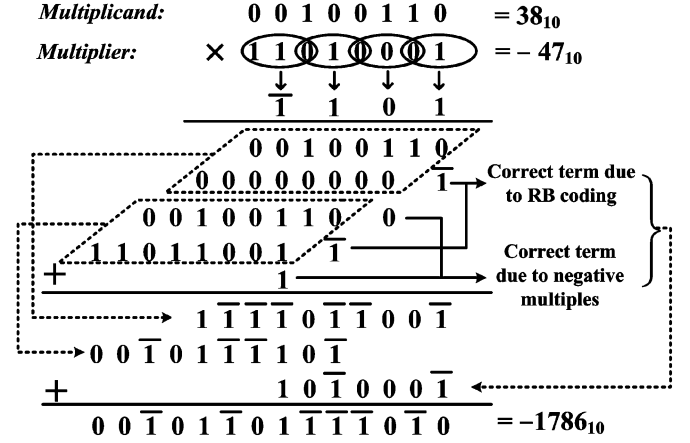 Multiplicand: 0 0 1 0 0 1 1 0 = 38₁₀
Multiplier: × 1 1 0 1 0 0 0 1 = – 47₁₀
1̅ 1 0 1
0 0 1 0 0 1 1 0
0 0 0 0 0 0 0 0 1̅
Correct term due
to RB coding
0 0 1 0 0 1 1 0 0
1 1 0 1 1 0 0 1 1̅
+ 1
Correct term
due to negative
multiples
1 1̅ 1̅ 1̅ 0 1̅ 1̅ 0 0 1̅
0 0 1̅ 0 1 1̅ 1̅ 1 0 1̅
+ 1 0 1̅ 0 0 0 1̅
0 0 1̅ 0 1 1̅ 0 1 1̅ 1̅ 1̅ 0 1̅ 0 = –1786₁₀